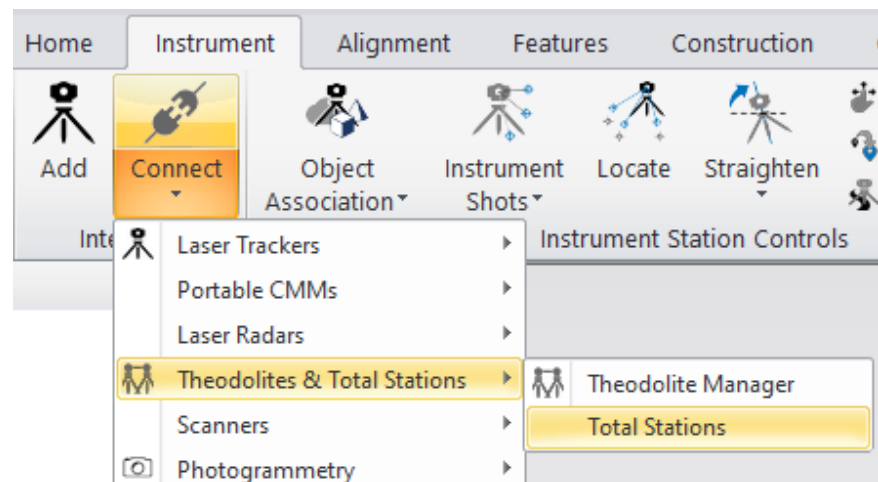 Home Instrument Alignment Features Construction
Add Connect Object Instrument Locate Straighten
Association Shots
Inte Instrument Station Controls
Laser Trackers
Portable CMMs
Laser Radars
Theodolites & Total Stations Theodolite Manager
Scanners Total Stations
Photogrammetry